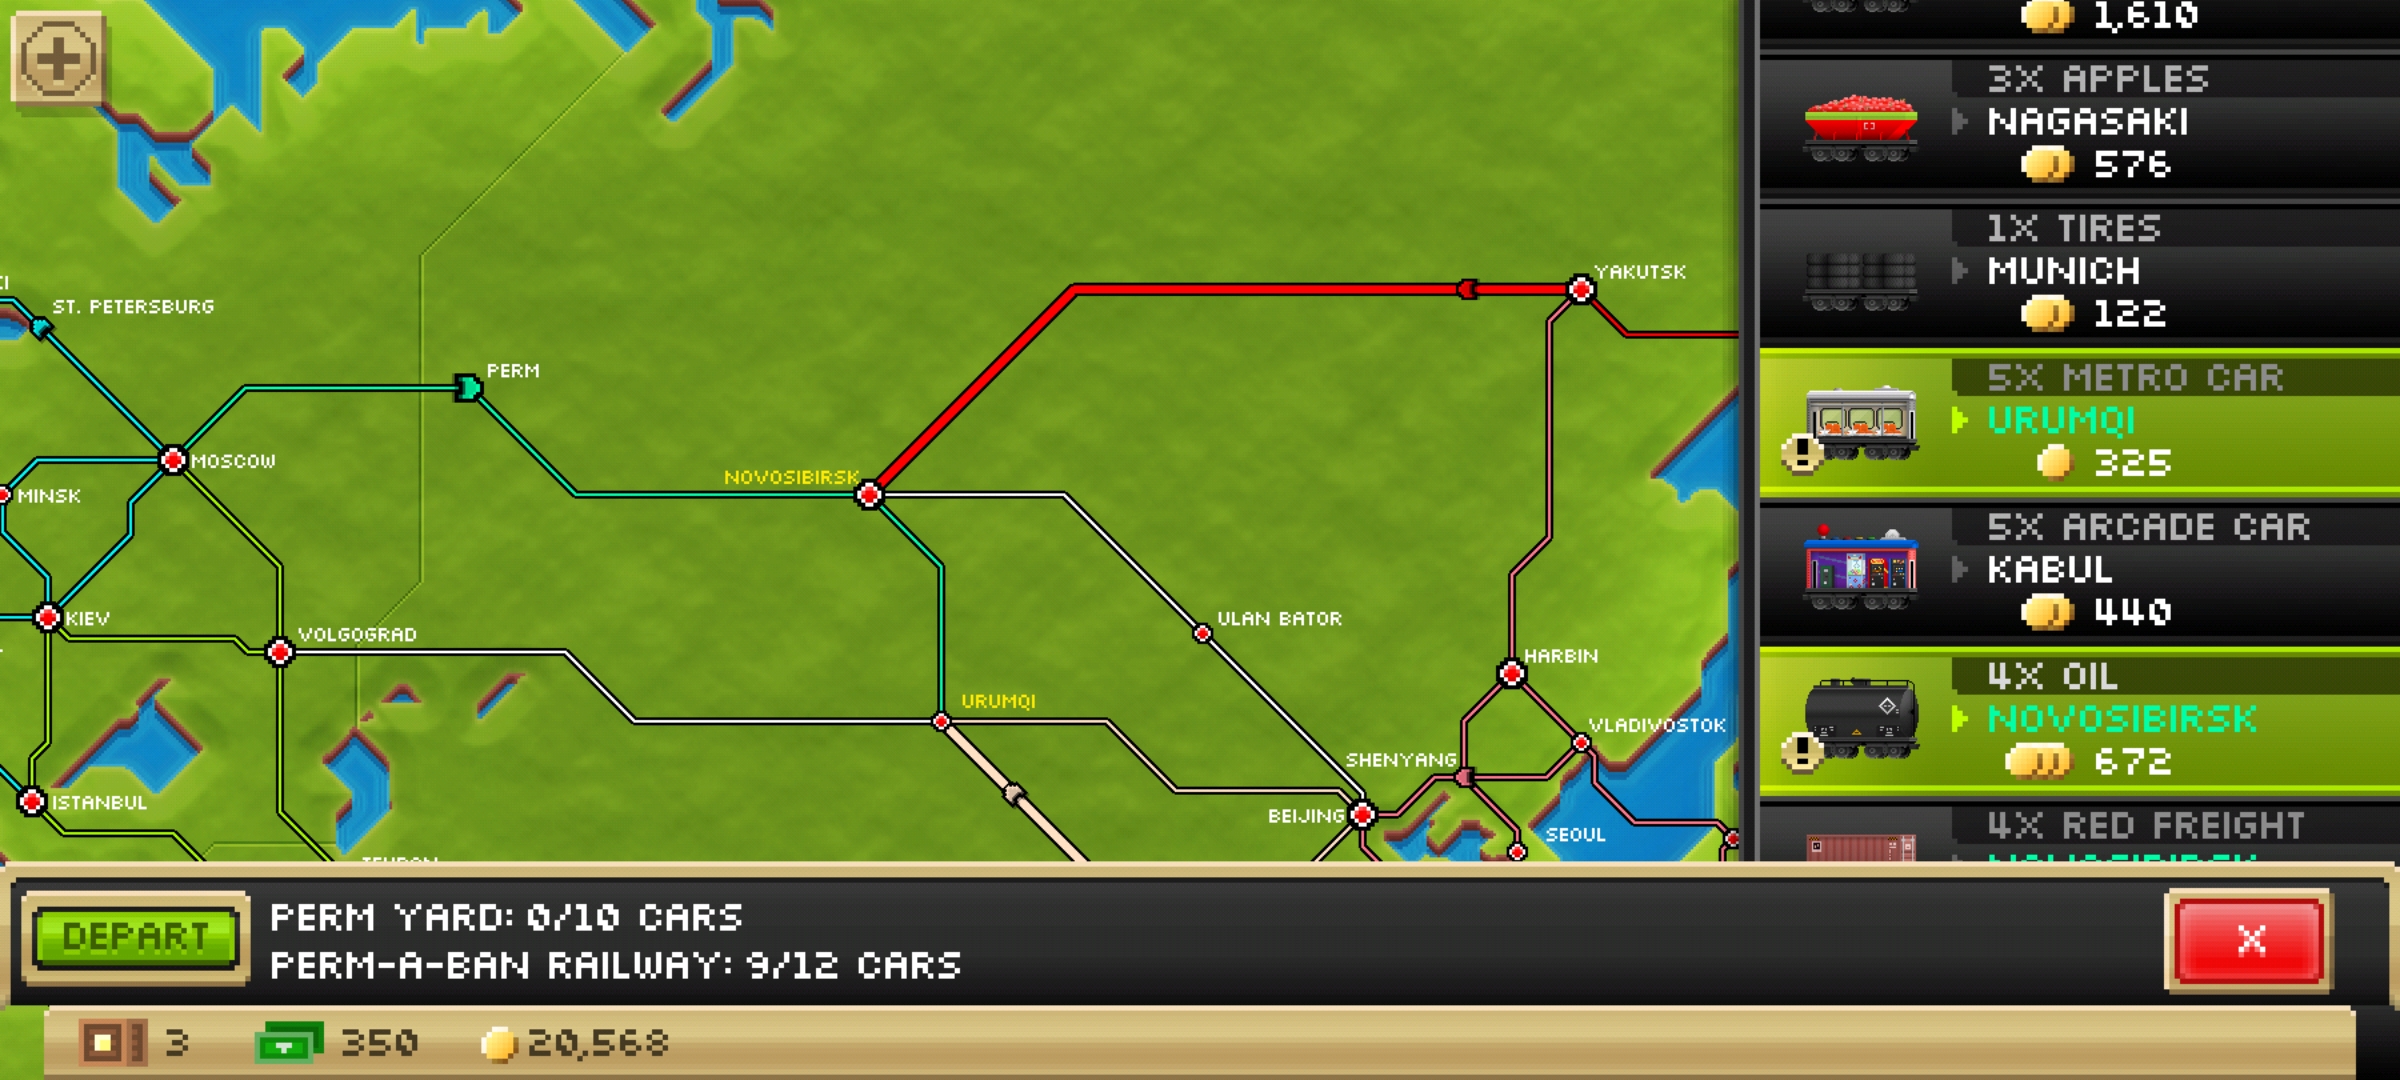 1,610
3X APPLES
NAGASAKI
576
1X TIRES
MUNICH
122
5X METRO CAR
URUMQI
325
5X ARCADE CAR
KABUL
440
4X OIL
NOVOSIBIRSK
672
4X RED FREIGHT
NOVOSIBIRSK
YAKUTSK
ST. PETERSBURG
PERM
MOSCOW
NOVOSIBIRSK
MINSK
KIEV
ULAN BATOR
VOLGOGRAD
HARBIN
URUMQI
VLADIVOSTOK
SHENYANG
ISTANBUL
BEIJING
SEOUL
TEHRAN
DEPART
PERM YARD: 0/10 CARS
PERM-A-BAN RAILWAY: 9/12 CARS
X
3
350
20,568